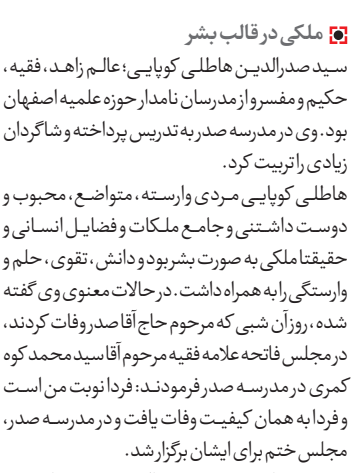 ملکی در قالب بشر
سید صدرالدین هاطلی کوپایی؛ عالم زاهد، فقیه،
حکیم و مفسر و از مدرسان نامدار حوزه علمیه اصفهان
بود. وی در مدرسه صدر به تدریس پرداخته و شاگردان
زیادی را تربیت کرد.
هاطلی کوپایی مردی وارسته، متواضع، محبوب و
دوست داشتنی و جامع ملکات و فضایل انسانی و
حقیقتا ملکی به صورت بشر بود و دانش، تقوی، حلم و
وارستگی را به همراه داشت. در حالات معنوی وی گفته
شده، روز آن شبی که مرحوم حاج آقا صدر وفات کردند،
در مجلس فاتحه علامه فقیه مرحوم آقا سید محمد کوه
کمری در مدرسه صدر فرمودند: فردا نوبت من است
و فردا به همان کیفیت وفات یافت و در مدرسه صدر،
مجلس ختم برای ایشان برگزار شد.